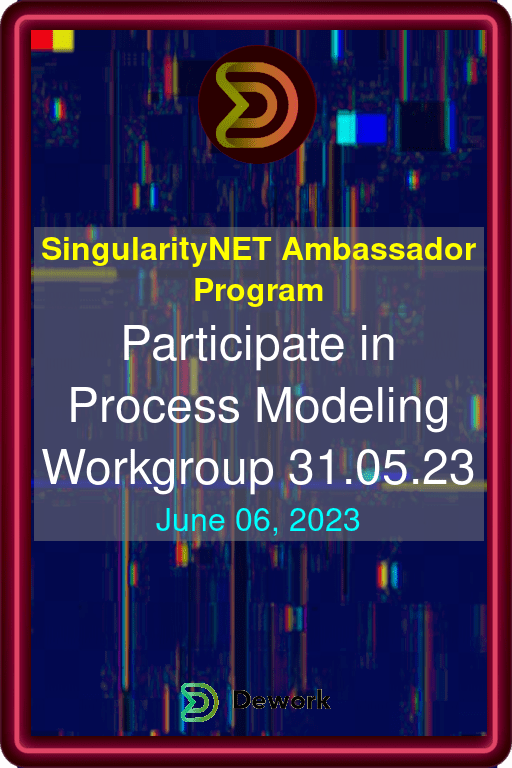 SingularityNET Ambassador
Program
Participate in
Process Modeling
Workgroup 31.05.23
June 06, 2023
Dework